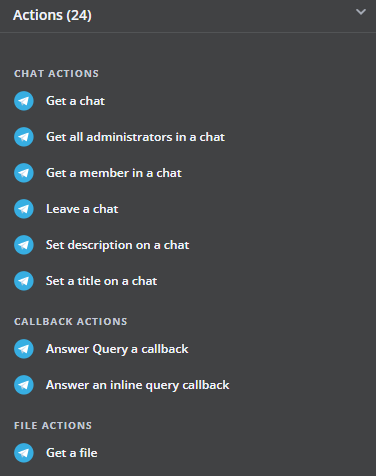 Actions (24)
CHAT ACTIONS
Get a chat
Get all administrators in a chat
Get a member in a chat
Leave a chat
Set description on a chat
Set a title on a chat
CALLBACK ACTIONS
Answer Query a callback
Answer an inline query callback
FILE ACTIONS
Get a file